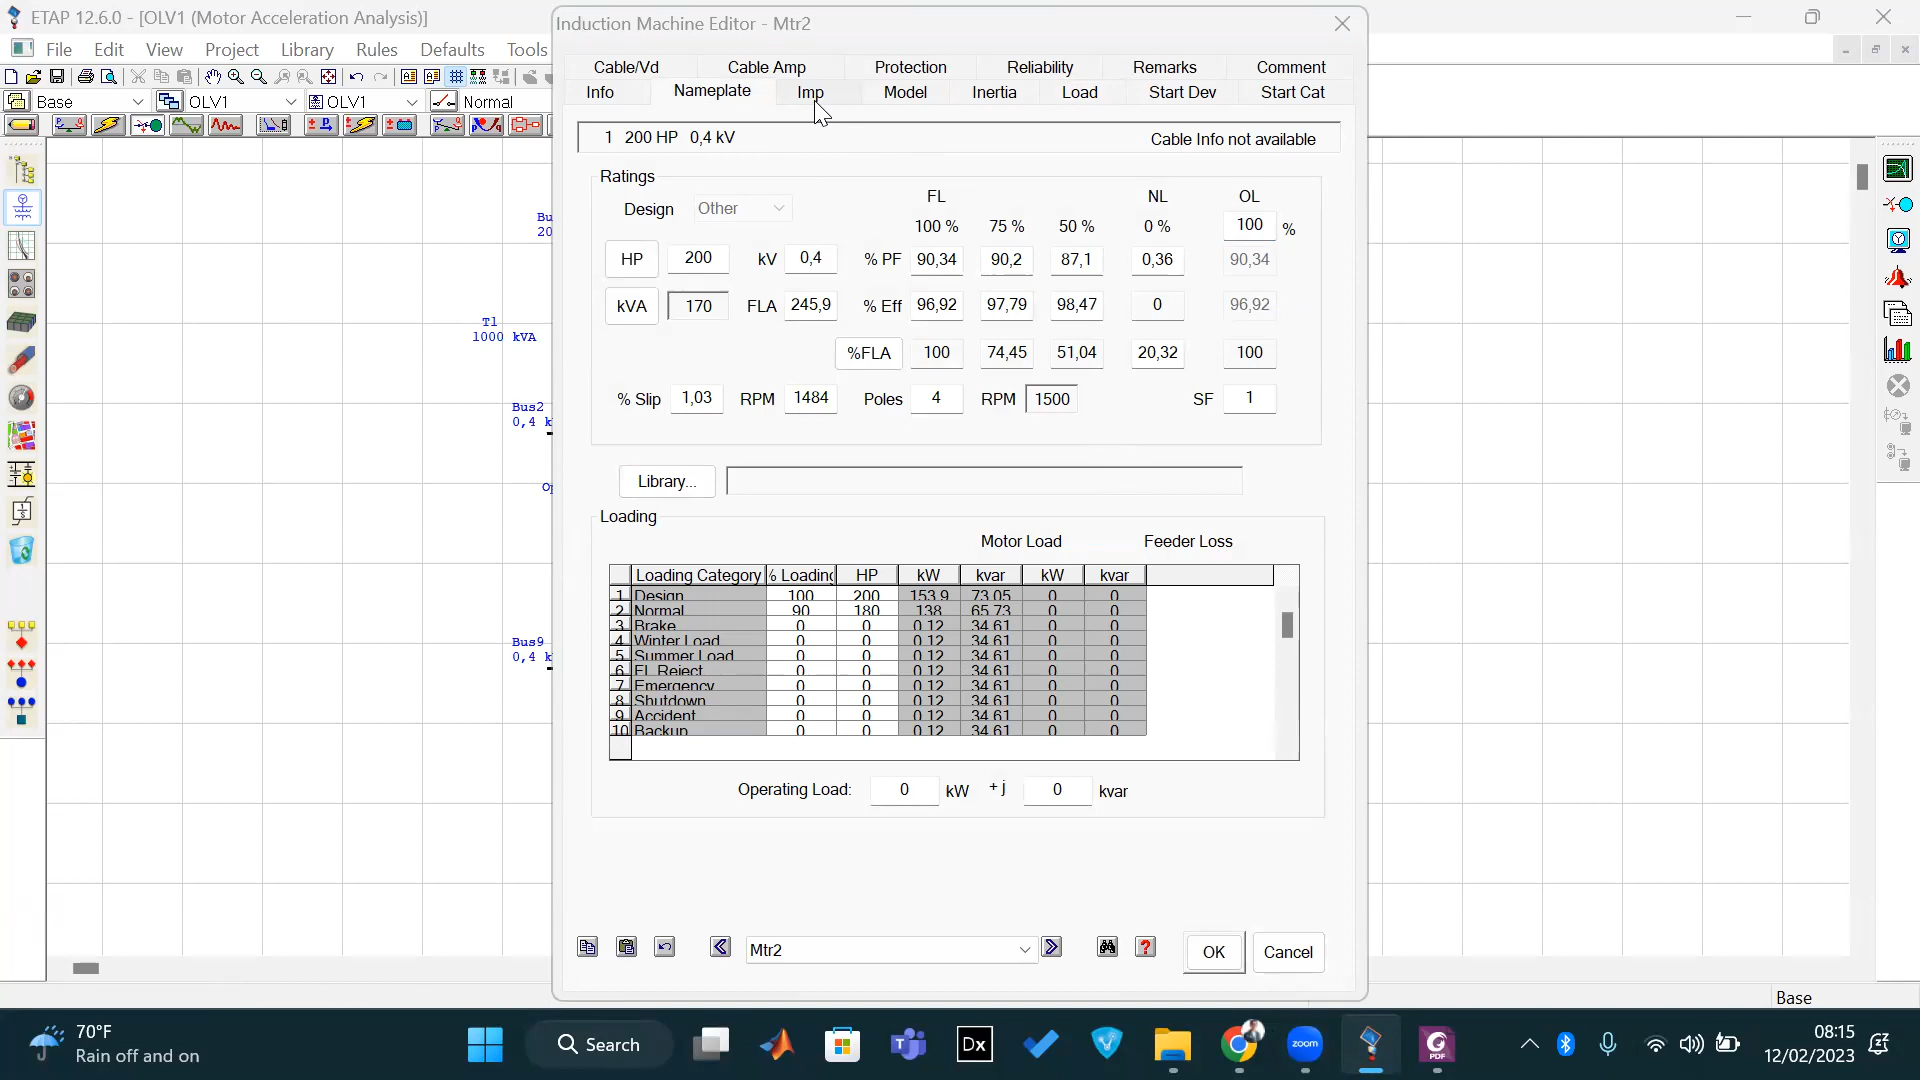 ETAP 12.6.0 - [OLV1 (Motor Acceleration Analysis)]
File Edit View Project Library Rules Defaults Tools
Base OLV1 OLV1 Normal
Induction Machine Editor - Mtr2
Cable/Vd Cable Amp Protection Reliability Remarks Comment
Info Nameplate Imp Model Inertia Load Start Dev Start Cat
1 200 HP 0,4 kV Cable Info not available
Ratings
FL NL OL
Design Other
100 % 75 % 50 % 0 % 100 %
HP 200 kV 0,4 % PF 90,34 90,2 87,1 0,36 90,34
kVA 170 FLA 245,9 % Eff 96,92 97,79 98,47 0 96,92
%FLA 100 74,45 51,04 20,32 100
% Slip 1,03 RPM 1484 Poles 4 RPM 1500 SF 1
Library...
Loading
Motor Load Feeder Loss
Loading Category % Loading HP kW kvar kW kvar
1 Design 100 200 153,9 73,05 0 0
2 Normal 90 180 138 65,73 0 0
3 Brake 0 0 0,12 34,61 0 0
4 Winter Load 0 0 0,12 34,61 0 0
5 Summer Load 0 0 0,12 34,61 0 0
6 FL Reject 0 0 0,12 34,61 0 0
7 Emergency 0 0 0,12 34,61 0 0
8 Shutdown 0 0 0,12 34,61 0 0
9 Accident 0 0 0,12 34,61 0 0
10 Backup 0 0 0,12 34,61 0 0
Operating Load: 0 kW + j 0 kvar
Mtr2
OK Cancel
Bu
20
T1
1000 kVA
Bus2
0,4 k
Op
Bus9
0,4 k
Base
70°F
Rain off and on
Search
Dx
zoom
PDF
08:15
12/02/2023